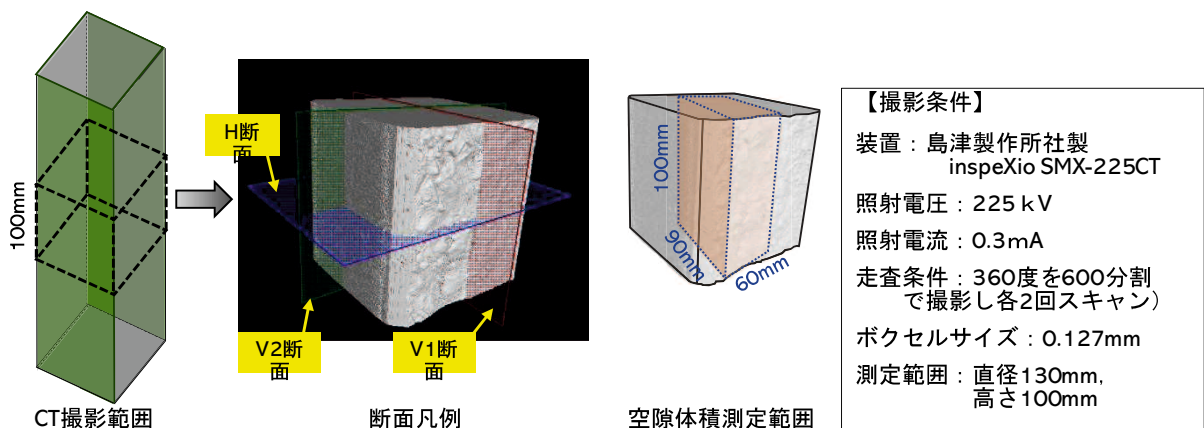 100mm
CT撮影範囲
H断
面
V2断
面
V1断
面
断面凡例
100mm
90mm
60mm
空隙体積測定範囲
【撮影条件】
装置：島津製作所社製
inspeXio SMX-225CT
照射電圧：225ｋV
照射電流：0.3mA
走査条件：360度を600分割
で撮影し各2回スキャン）
ボクセルサイズ：0.127mm
測定範囲：直径130mm,
高さ100mm